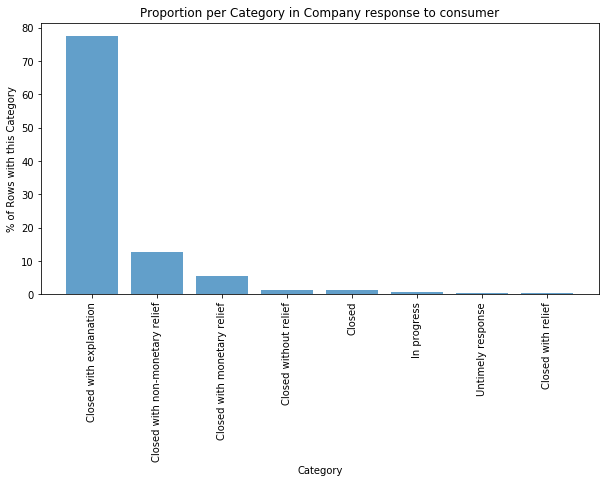 Proportion per Category in Company response to consumer
% of Rows with this Category
80
70
60
50
40
30
20
10
0
Closed with explanation
Closed with non-monetary relief
Closed with monetary relief
Closed without relief
Closed
In progress
Untimely response
Closed with relief
Category